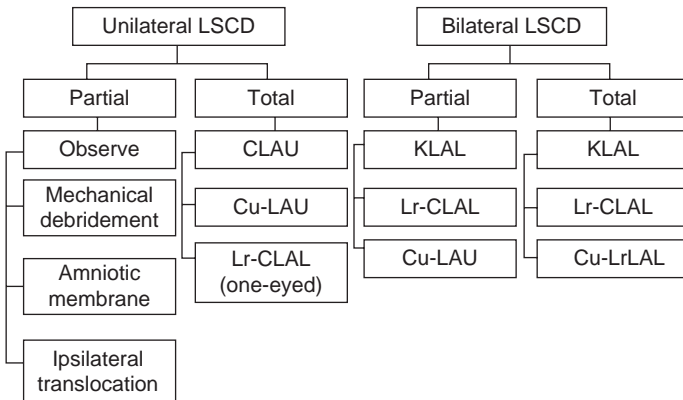 Unilateral LSCD
Partial
Observe
Mechanical
debridement
Amniotic
membrane
Ipsilateral
translocation
Total
CLAU
Cu-LAU
Lr-CLAL
(one-eyed)
Bilateral LSCD
Partial
KLAL
Lr-CLAL
Cu-LAU
Total
KLAL
Lr-CLAL
Cu-LrLAL